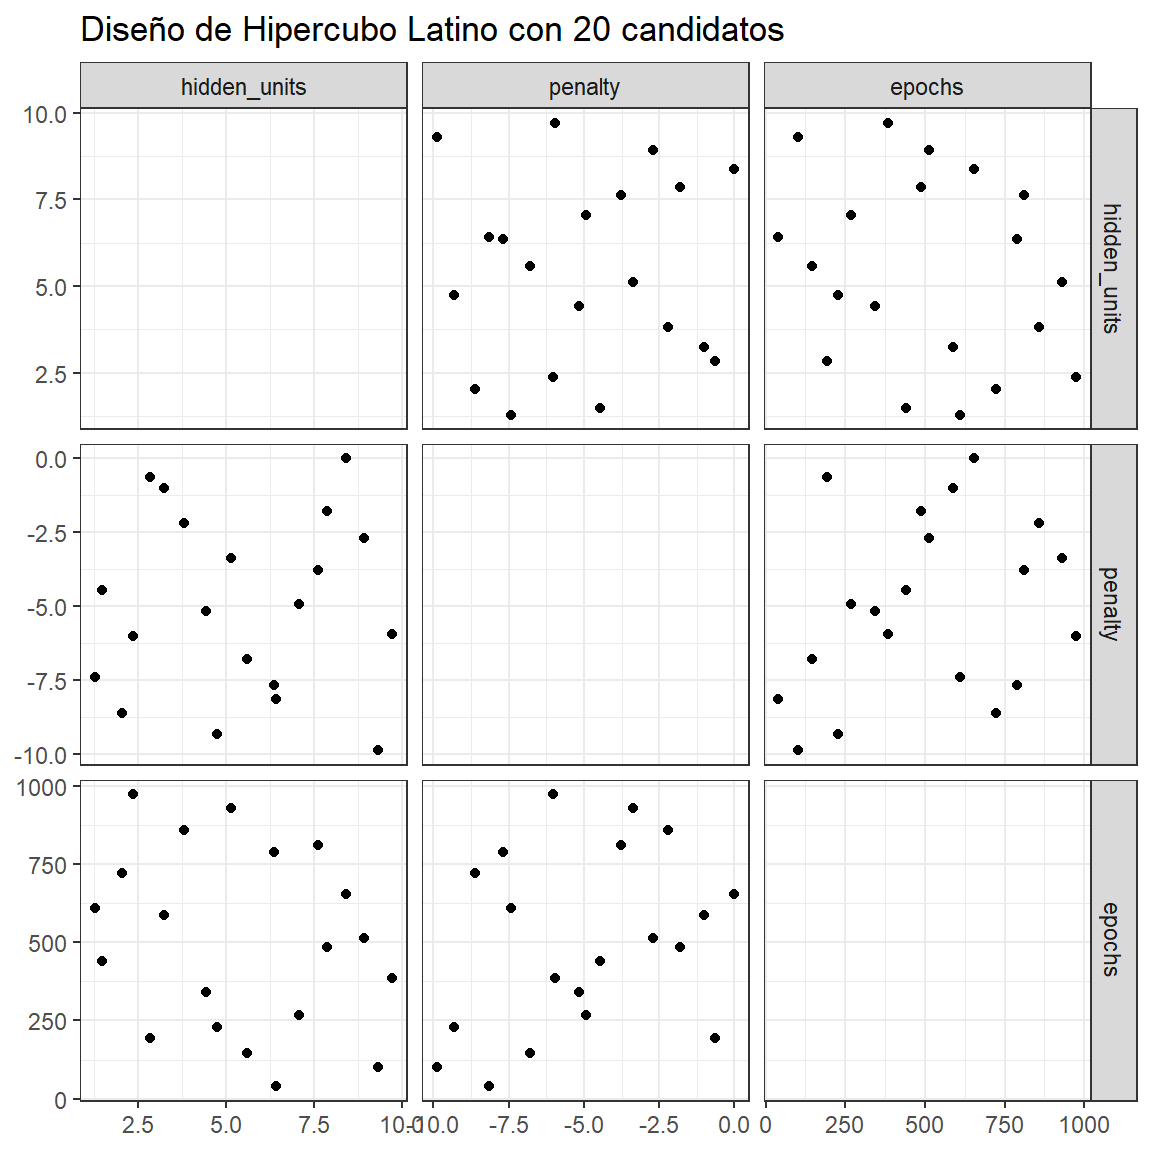 Diseño de Hipercubo Latino con 20 candidatos
hidden_units
penalty
epochs
10.0
7.5
5.0
2.5
hidden_units
0.0
-2.5
-5.0
-7.5
-10.0
penalty
1000
750
500
250
0
epochs
2.5 5.0 7.5 10.0
-10.0 -7.5 -5.0 -2.5 0.0
0 250 500 750 1000